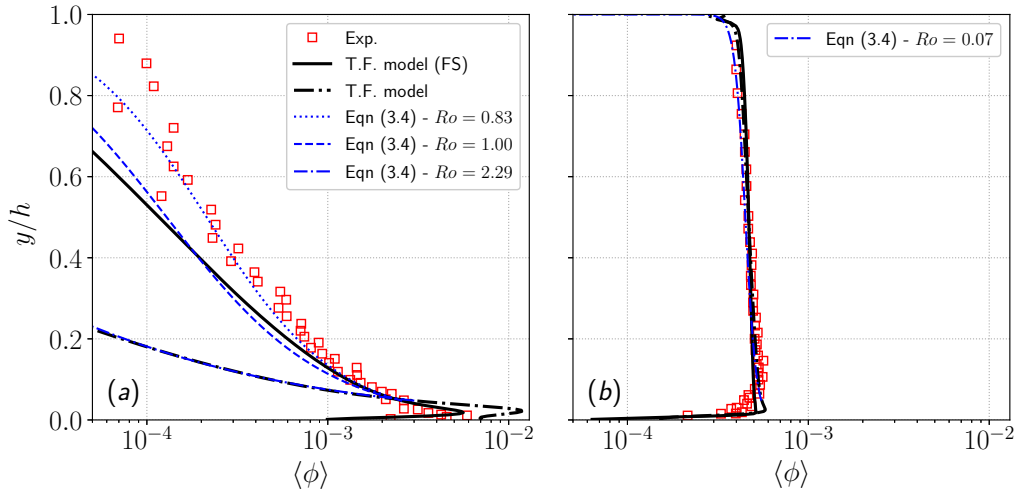 1.0
0.8
0.6
0.4
0.2
0.0
y/h
Exp.
T.F. model (FS)
T.F. model
Eqn (3.4) - Ro = 0.83
Eqn (3.4) - Ro = 1.00
Eqn (3.4) - Ro = 2.29
(a)
10⁻⁴
10⁻³
10⁻²
⟨ϕ⟩
Eqn (3.4) - Ro = 0.07
(b)
10⁻⁴
10⁻³
10⁻²
⟨ϕ⟩